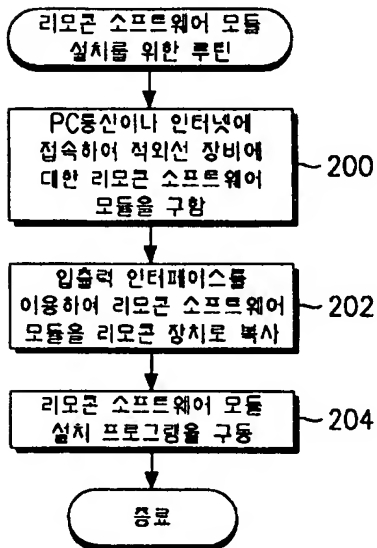 리모콘 소프트웨어 모듈
설치를 위한 루틴
PC통신이나 인터넷에
접속하여 적외선 장비에
대한 리모콘 소프트웨어
모듈을 구함
200
입출력 인터페이스를
이용하여 리모콘 소프트웨어
모듈을 리모콘 장치로 복사
202
리모콘 소프트웨어 모듈
설치 프로그램을 구동
204
종료